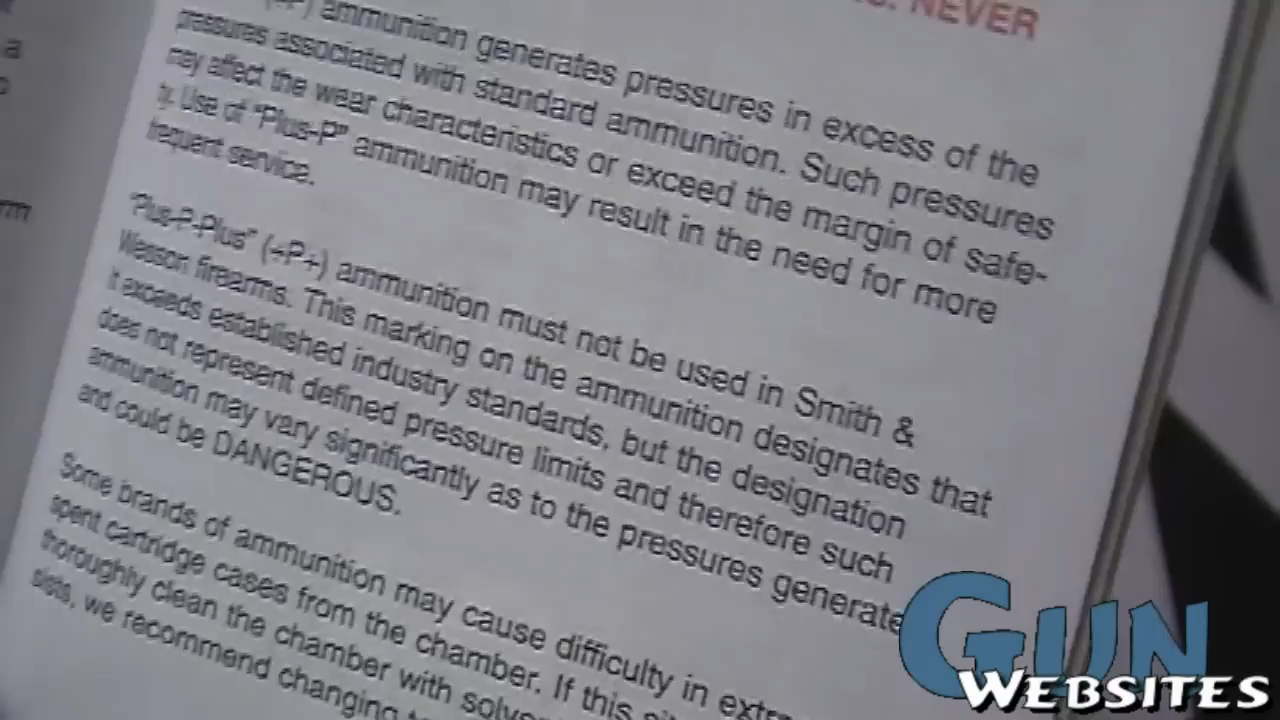 NEVER
ammunition generates pressures in excess of the
pressures associated with standard ammunition. Such pressures
may affect the wear characteristics or exceed the margin of safe-
ty. Use of "Plus-P" ammunition may result in the need for more
frequent service.
"Plus-P-Plus" (+P+) ammunition must not be used in Smith &
Wesson firearms. This marking on the ammunition designates that
it exceeds established industry standards, but the designation
does not represent defined pressure limits and therefore such
ammunition may vary significantly as to the pressures generate
and could be DANGEROUS.
Some brands of ammunition may cause difficulty in extra
spent cartridge cases from the chamber. If this
thoroughly clean the chamber with solve
sists, we recommend changing
a
rm
GUN
WEBSITES